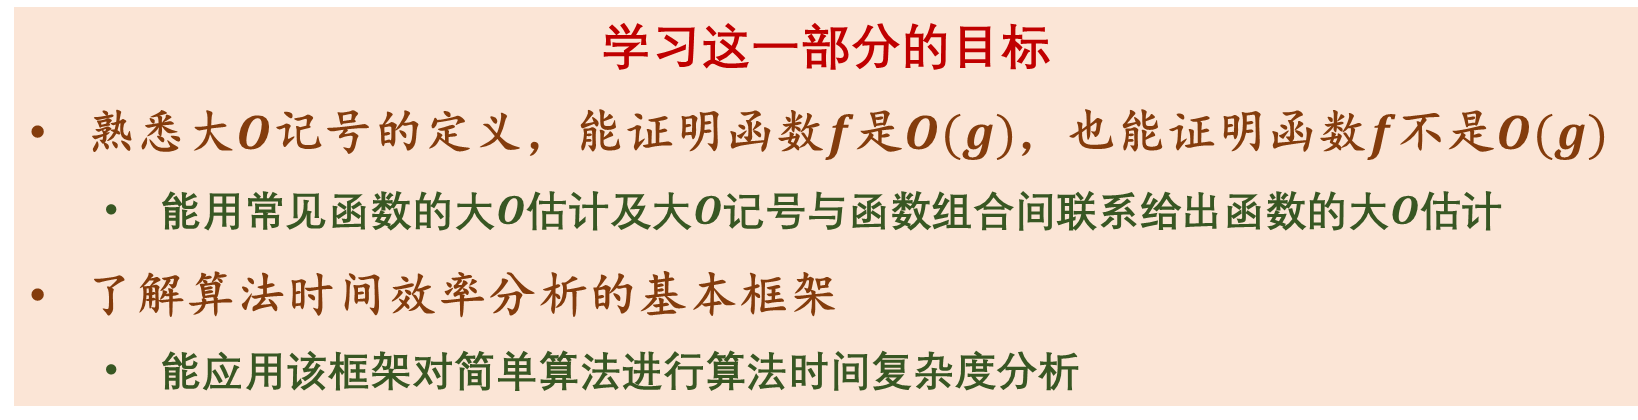 学习这一部分的目标
• 熟悉大O记号的定义，能证明函数f是O(g)，也能证明函数f不是O(g)
• 能用常见函数的大O估计及大O记号与函数组合间联系给出函数的大O估计
• 了解算法时间效率分析的基本框架
• 能应用该框架对简单算法进行算法时间复杂度分析